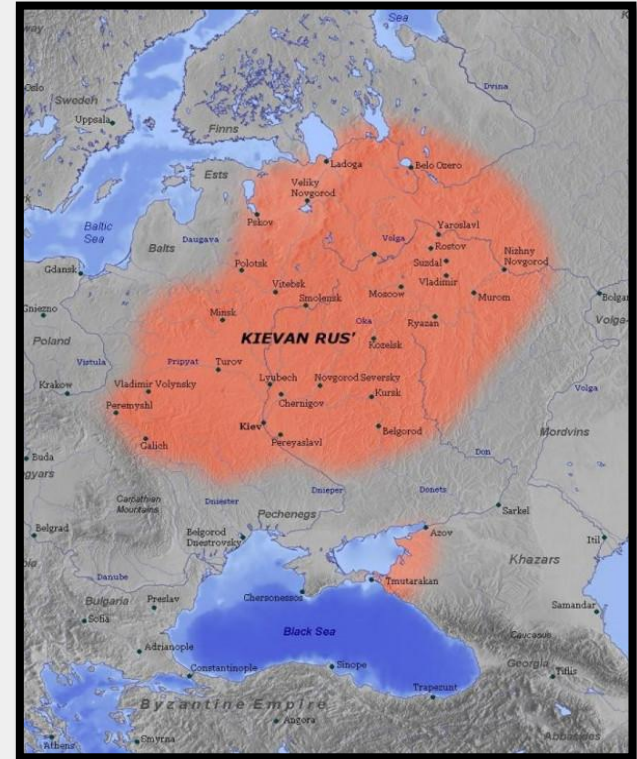 Sea
Dvina
Oslo
Sweden
Uppsala
Finns
Ladoga
Belo Ozero
Ests
Veliky
Novgorod
Pskov
Baltic
Sea
Daugava
Balts
Volga
Yaroslavl
Rostov
Suzdal
Nizhny
Novgorod
Vladimir
Gdansk
Polotsk
Vitebsk
Smolensk
Moscow
Murom
Bolgar
Volga-
Gniezno
Minsk
Ryazan
Oka
KIEVAN RUS'
Kozelsk
Poland
Vistula
Pripyat
Turov
Volga
Krakow
Vladimir Volynsky
Lyubech
Novgorod Seversky
Chernigov
Kursk
Peremyshl
Kiev
Pereyaslavl
Belgorod
Mordvins
Galich
Don
Buda
gyars
Carpathian
Mountains
Dniester
Dnieper
Donets
Pechenegs
Sarkel
Belgrad
Belgorod
Dnestrovsky
Azov
Itil
Khazars
Danube
Tmutarakan
Chersonessos
Bulgaria
Preslav
Samandar
Sofia
Black Sea
Caucasus
Adrianople
Constantinople
Sinope
Georgia
Tiflis
Trapezunt
Byzantine Empire
Angora
Athens
Smyrna
Abbasides